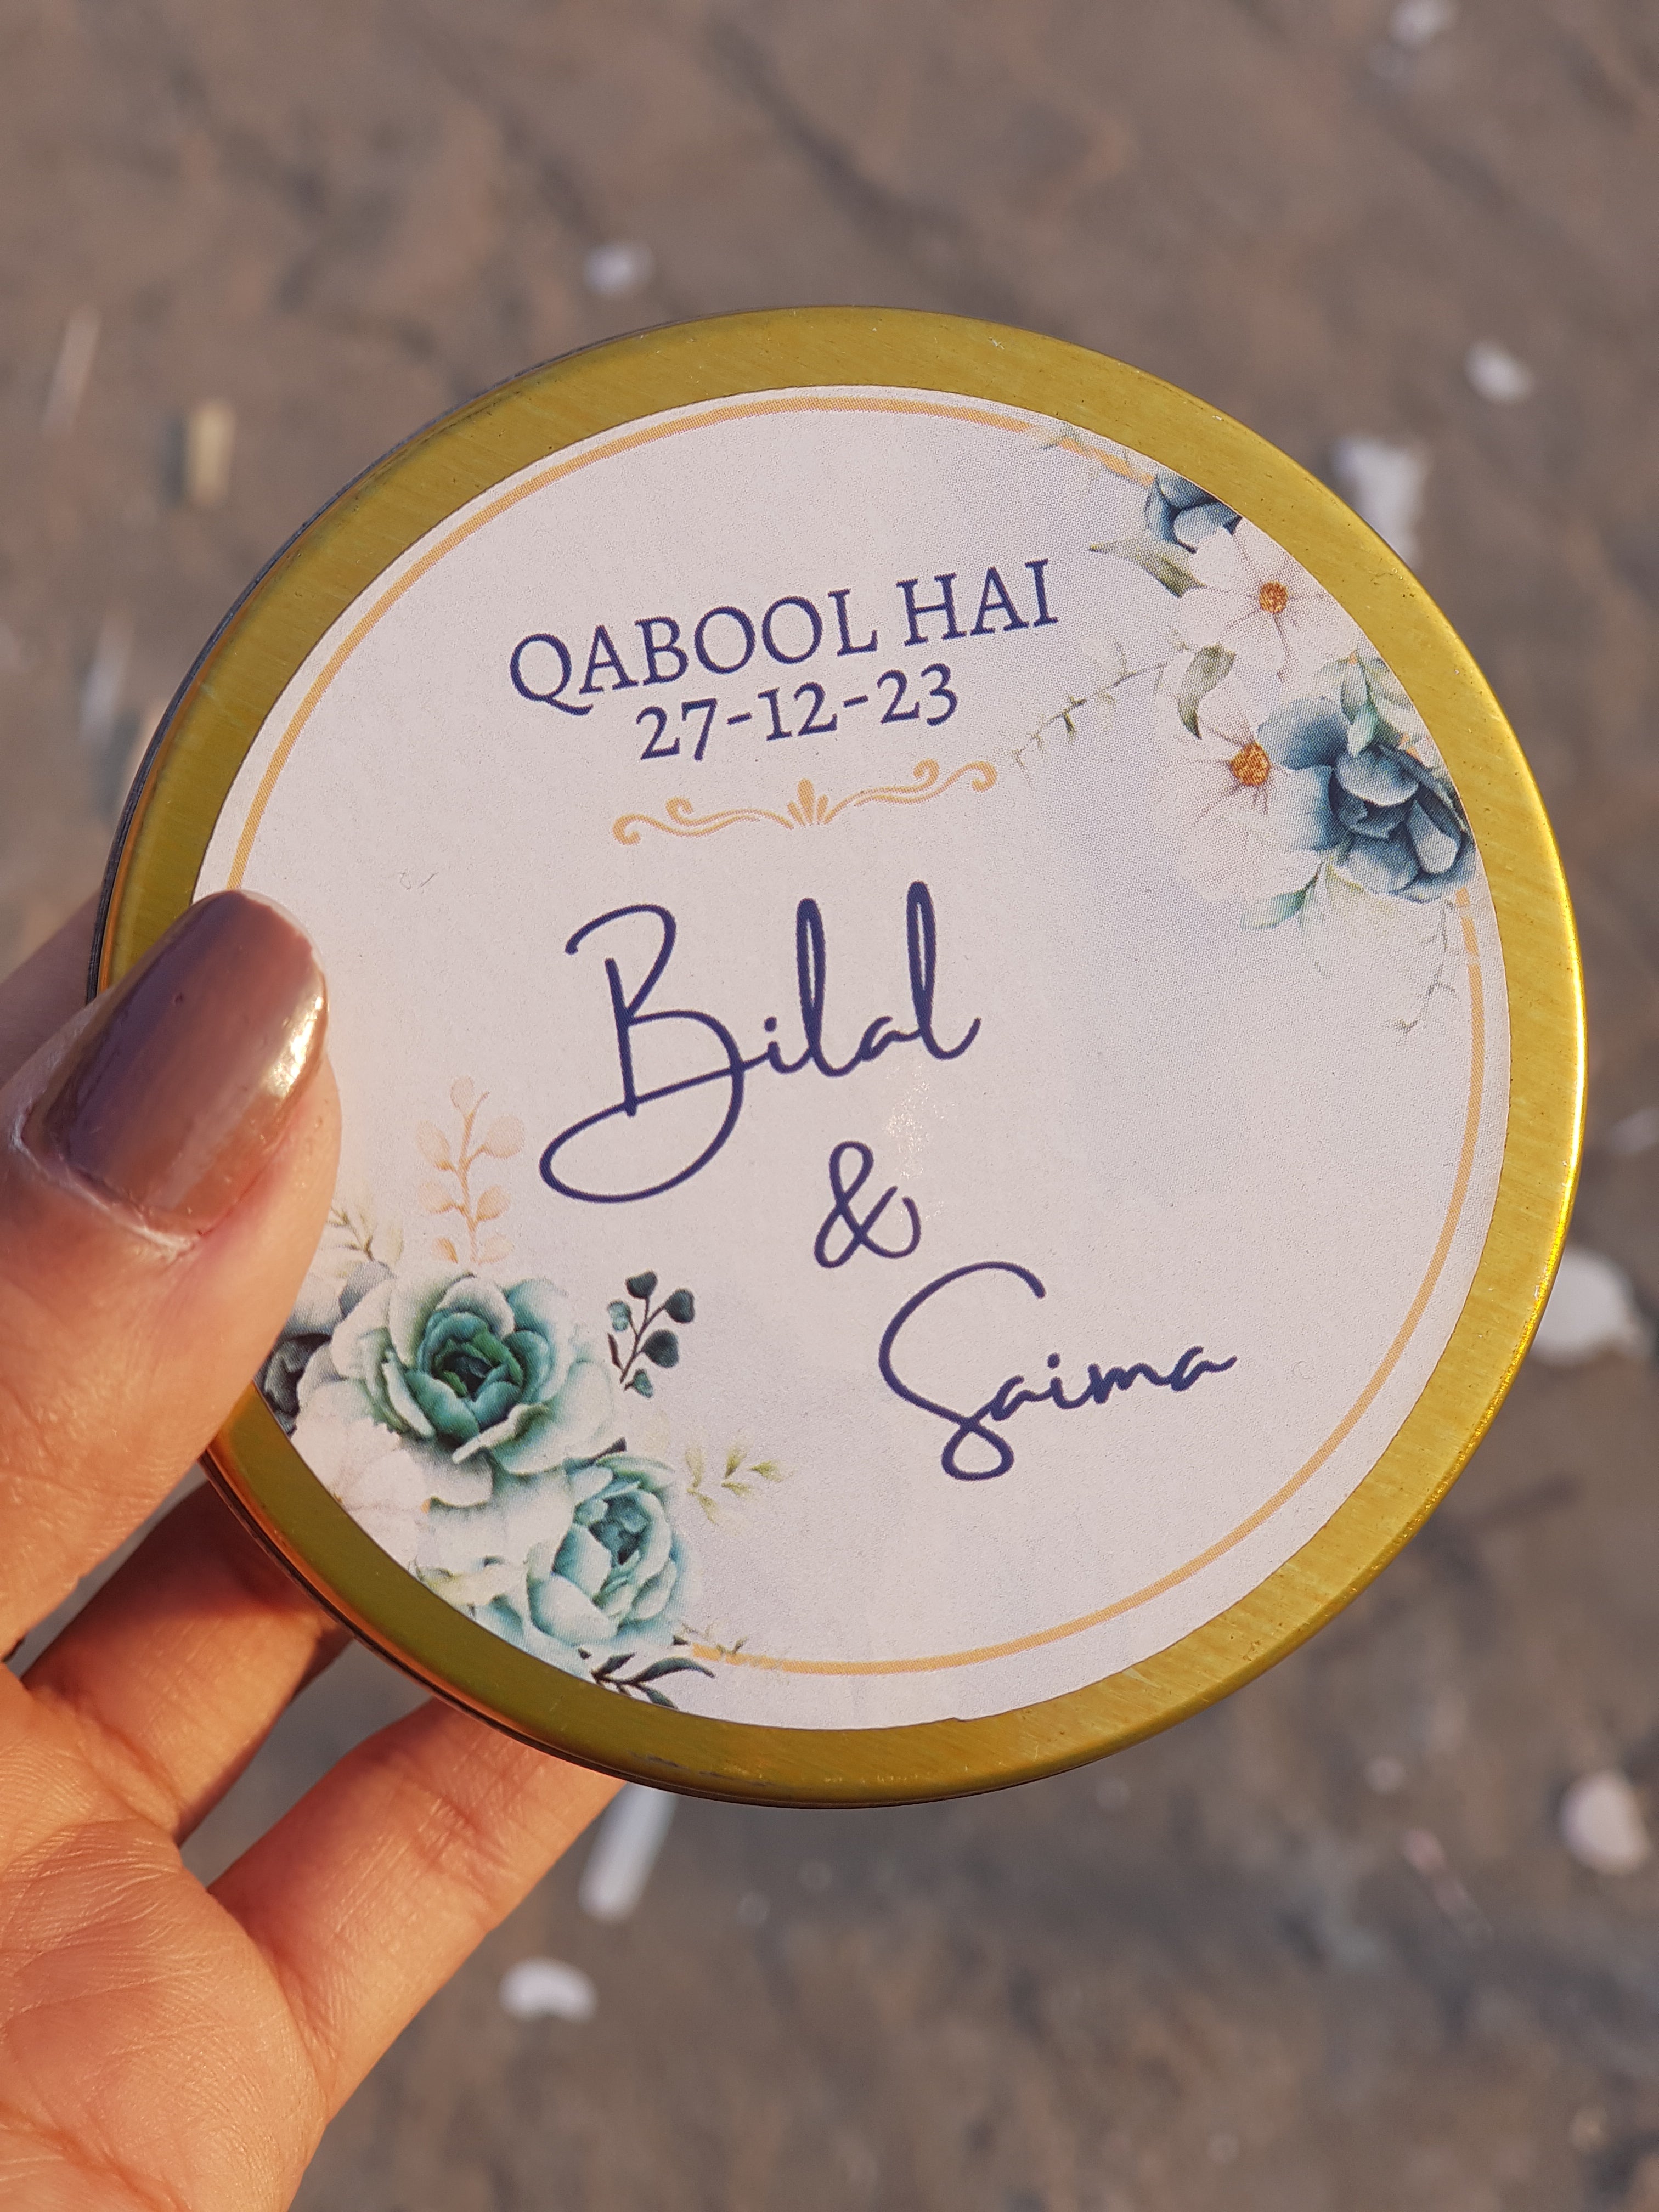 QABOOL HAI
27-12-23
Bilal
&
Saima